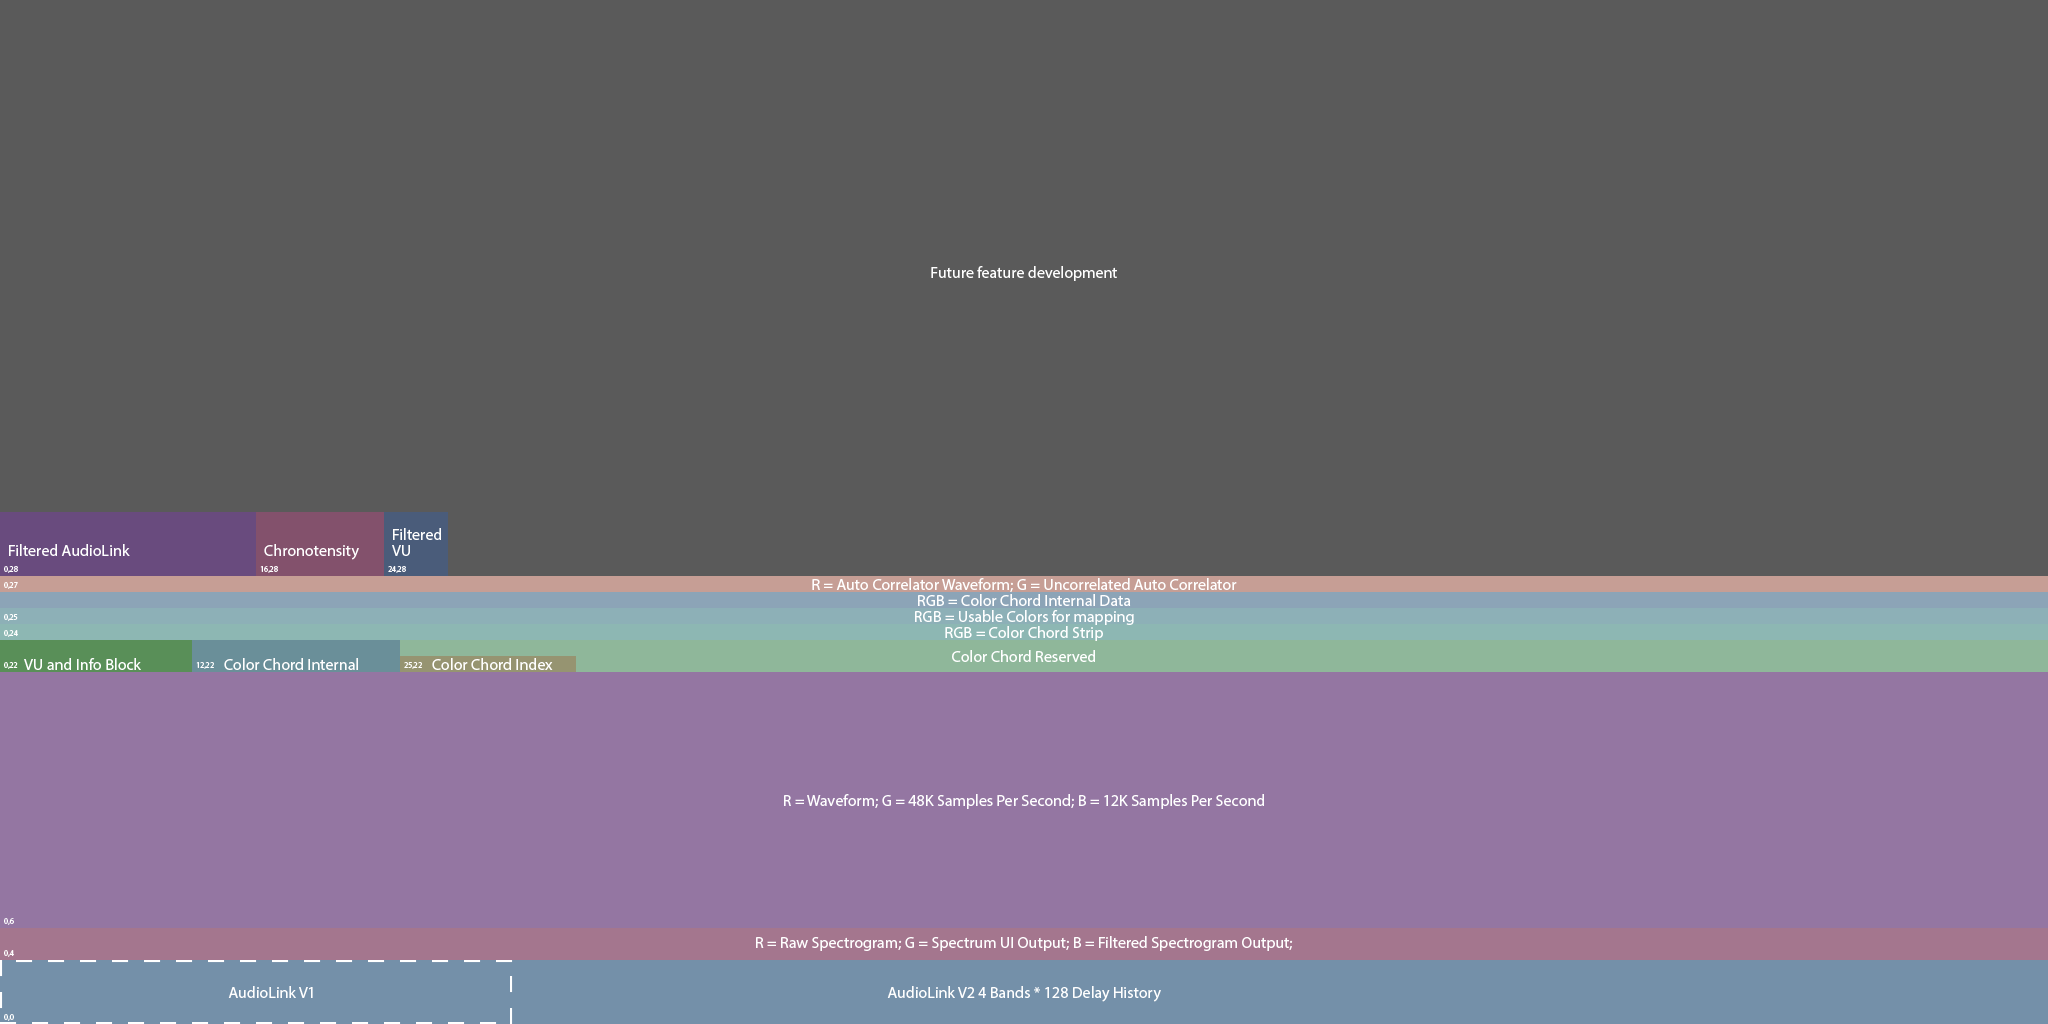 Future feature development
Filtered AudioLink
0,28
Chronotensity
16,28
Filtered
VU
24,28
0,27
R = Auto Correlator Waveform; G = Uncorrelated Auto Correlator
RGB = Color Chord Internal Data
0,25
RGB = Usable Colors for mapping
0,24
RGB = Color Chord Strip
0,22 VU and Info Block
12,22 Color Chord Internal
25,22 Color Chord Index
Color Chord Reserved
R = Waveform; G = 48K Samples Per Second; B = 12K Samples Per Second
0,6
R = Raw Spectrogram; G = Spectrum UI Output; B = Filtered Spectrogram Output;
0,4
AudioLink V1
AudioLink V2 4 Bands * 128 Delay History
0,0